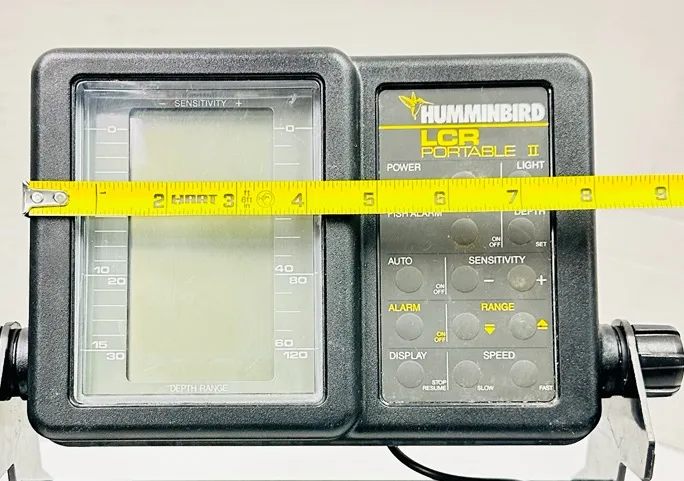 - SENSITIVITY +
0 0
10 40
20 80
15 60
30 120
DEPTH RANGE
HUMMINBIRD
LCR
PORTABLE II
POWER LIGHT
1 2 HART 3 4 5 6 7 8 9
FISH ALARM DEPTH
ON
OFF
SET
AUTO SENSITIVITY
ON
OFF
- +
ALARM RANGE
ON
OFF
DISPLAY SPEED
STOP
RESUME
SLOW FAST